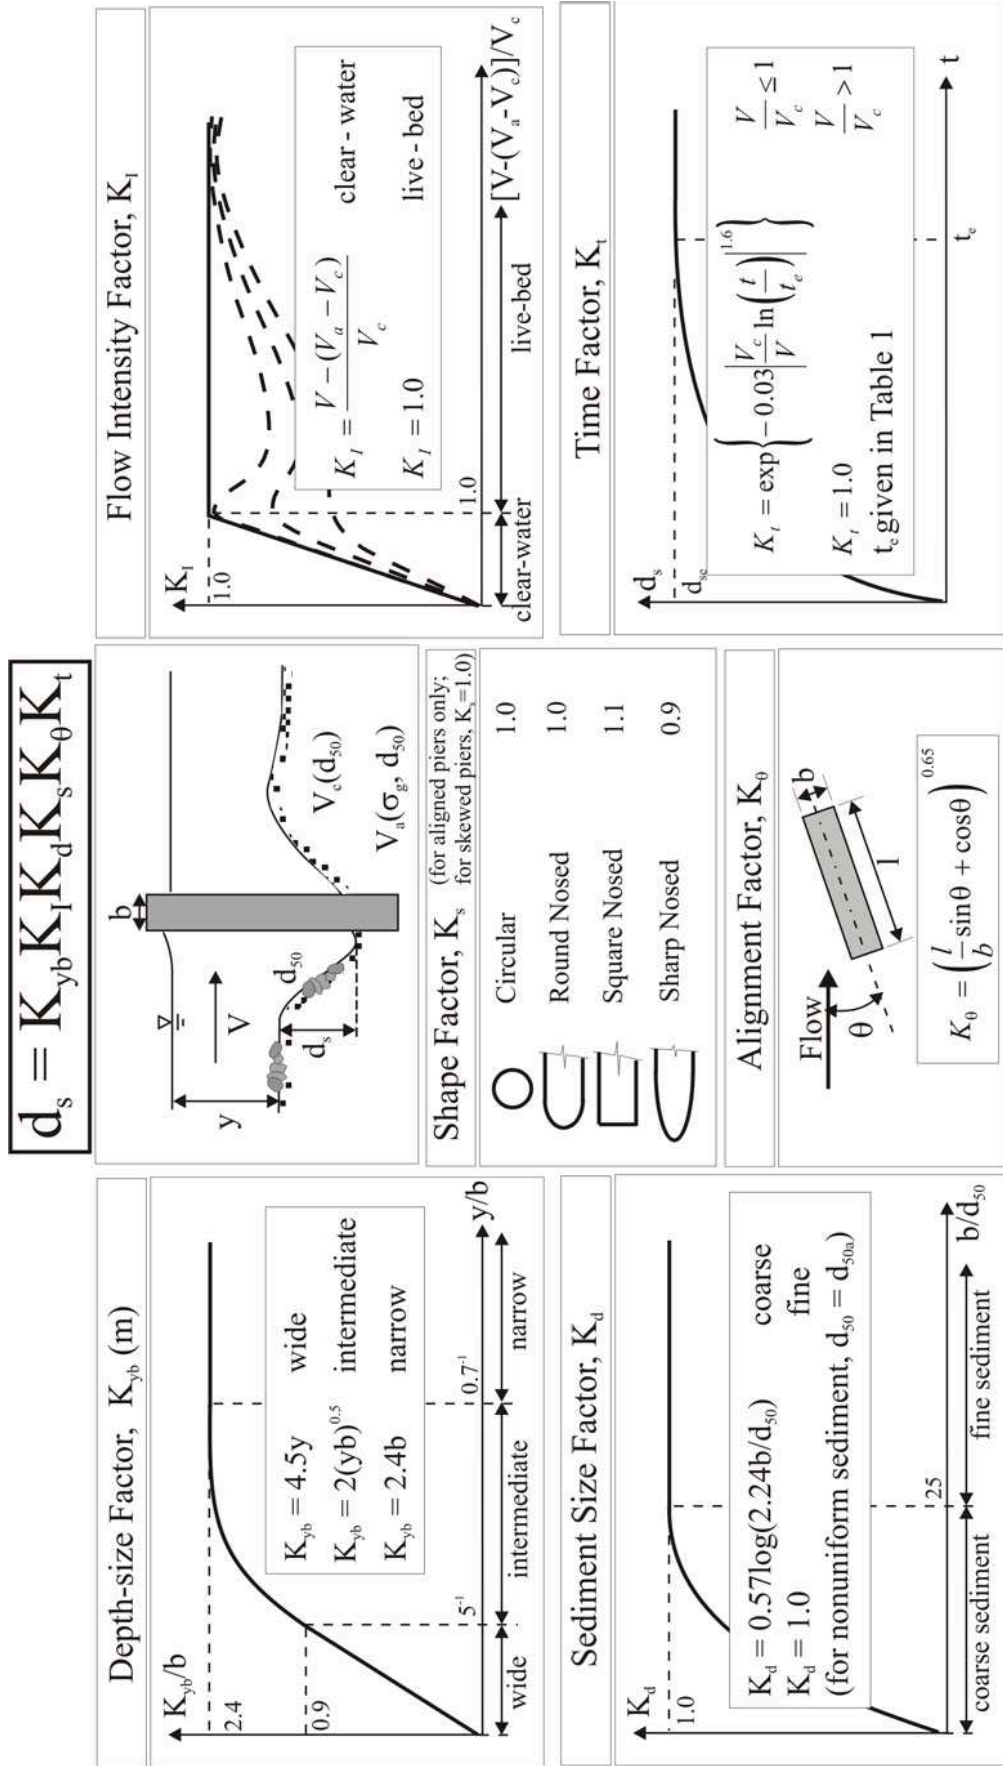 d_s = K_yb K_I K_d K_s K_θ K_t
Depth-size Factor, K_yb (m)
K_yb/b
2.4
0.9
K_yb = 4.5y wide
K_yb = 2(yb)^0.5 intermediate
K_yb = 2.4b narrow
5^-1
0.7^-1
y/b
wide
intermediate
narrow
b
y
V
d_50
d_s
V_c(d_50)
V_a(σ_g, d_50)
Flow Intensity Factor, K_I
K_I
1.0
K_I = (V − (V_a − V_c)) / V_c clear-water
K_I = 1.0 live-bed
1.0
[V-(V_a-V_c)]/V_c
clear-water
live-bed
Shape Factor, K_s (for aligned piers only;
for skewed piers, K_s=1.0)
Circular 1.0
Round Nosed 1.0
Square Nosed 1.1
Sharp Nosed 0.9
Sediment Size Factor, K_d
K_d
1.0
K_d = 0.57log(2.24b/d_50) coarse
K_d = 1.0 fine
(for nonuniform sediment, d_50 = d_50a)
25
b/d_50
coarse sediment
fine sediment
Alignment Factor, K_θ
Flow
θ
b
l
K_θ = (l/b sinθ + cosθ)^0.65
Time Factor, K_t
d_s
d_se
K_t = exp{−0.03|V_c/V ln(t/t_e)|^1.6} V/V_c ≤ 1
K_t = 1.0 V/V_c > 1
t_e given in Table 1
t_e
t